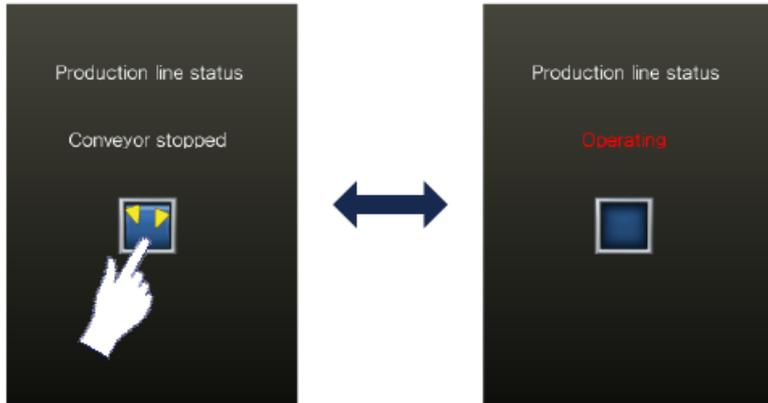 Production line status
Conveyor stopped
Production line status
Operating